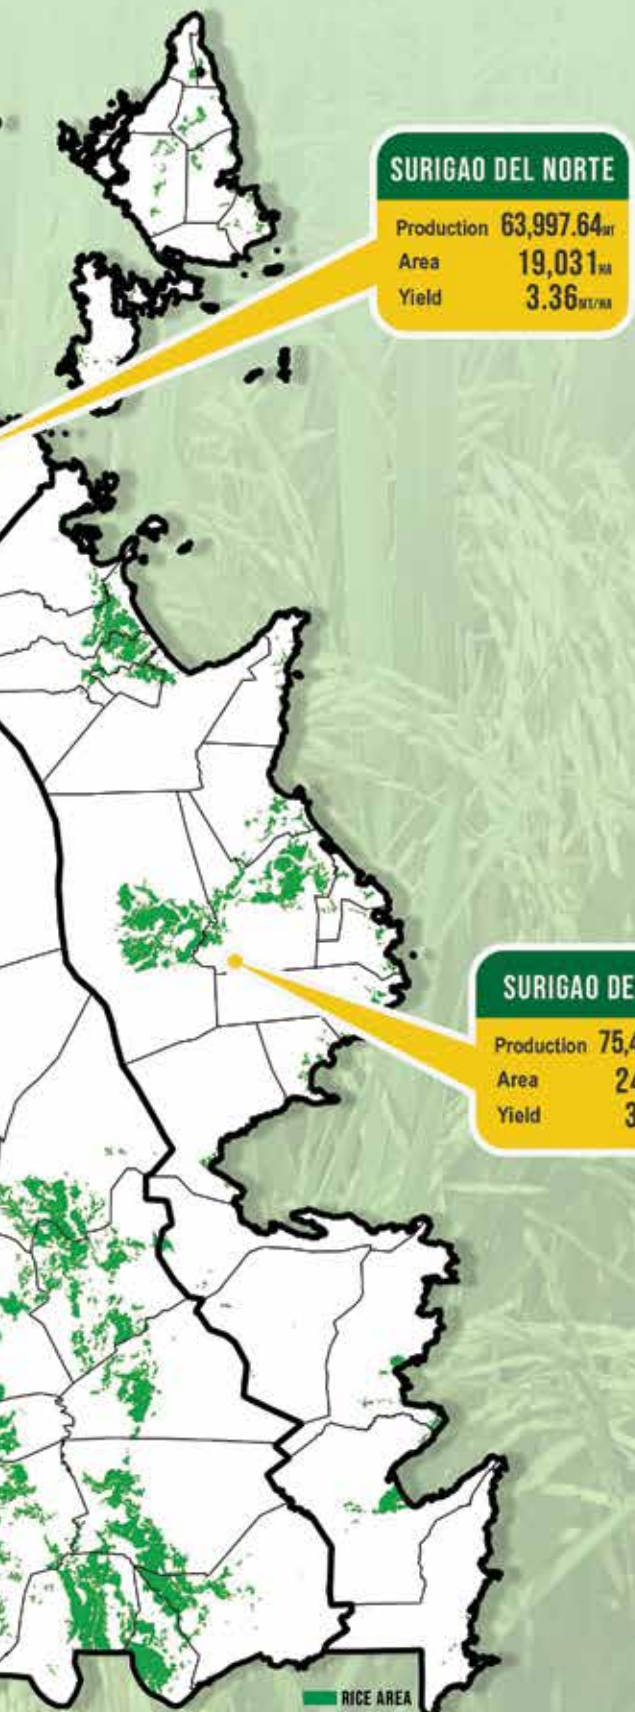 SURIGAO DEL NORTE
Production 63,997.64MT
Area 19,031HA
Yield 3.36MT/HA
SURIGAO DE
Production 75,4
Area 24
Yield 3
RICE AREA